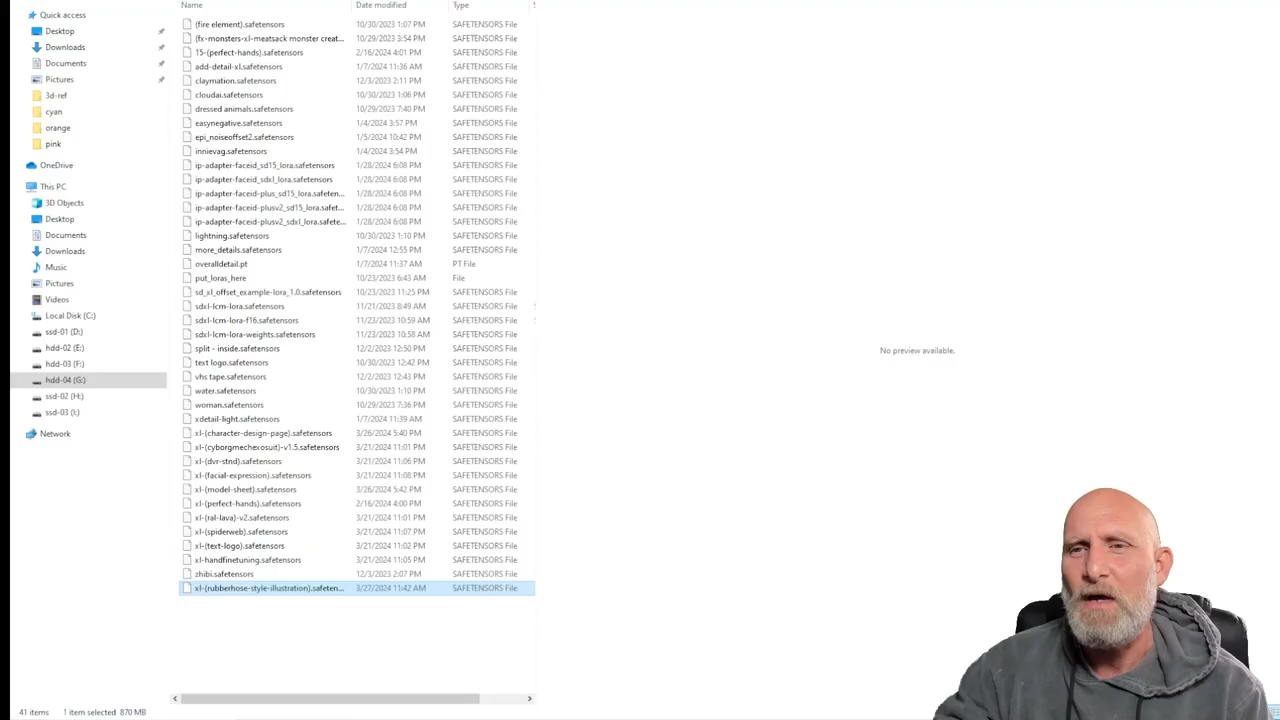 Name Date modified Type
Quick access
Desktop
Downloads
Documents
Pictures
3d-ref
cyan
orange
pink
OneDrive
This PC
3D Objects
Desktop
Documents
Downloads
Music
Pictures
Videos
Local Disk (C:)
ssd-01 (D:)
hdd-02 (E:)
hdd-03 (F:)
hdd-04 (G:)
ssd-02 (H:)
ssd-03 (I:)
Network
(fire element).safetensors 10/30/2023 1:07 PM SAFETENSORS File
(fx-monsters-xl-meatsack monster creat... 10/29/2023 3:54 PM SAFETENSORS File
15-(perfect-hands).safetensors 2/16/2024 4:01 PM SAFETENSORS File
add-detail-xl.safetensors 1/7/2024 11:36 AM SAFETENSORS File
claymation.safetensors 12/3/2023 2:11 PM SAFETENSORS File
cloudai.safetensors 10/30/2023 1:06 PM SAFETENSORS File
dressed animals.safetensors 10/29/2023 7:40 PM SAFETENSORS File
easynegative.safetensors 1/4/2024 3:57 PM SAFETENSORS File
epi_noiseoffset2.safetensors 1/5/2024 10:42 PM SAFETENSORS File
innievag.safetensors 1/4/2024 3:54 PM SAFETENSORS File
ip-adapter-faceid_sd15_lora.safetensors 1/28/2024 6:08 PM SAFETENSORS File
ip-adapter-faceid_sdxl_lora.safetensors 1/28/2024 6:08 PM SAFETENSORS File
ip-adapter-faceid-plus_sd15_lora.safeten... 1/28/2024 6:08 PM SAFETENSORS File
ip-adapter-faceid-plusv2_sd15_lora.safet... 1/28/2024 6:08 PM SAFETENSORS File
ip-adapter-faceid-plusv2_sdxl_lora.safete... 1/28/2024 6:08 PM SAFETENSORS File
lightning.safetensors 10/30/2023 1:10 PM SAFETENSORS File
more_details.safetensors 1/7/2024 12:55 PM SAFETENSORS File
overalldetail.pt 1/7/2024 11:37 AM PT File
put_loras_here 10/23/2023 6:43 AM File
sd_xl_offset_example-lora_1.0.safetensors 10/23/2023 11:25 PM SAFETENSORS File
sdxl-lcm-lora.safetensors 11/21/2023 8:49 AM SAFETENSORS File
sdxl-lcm-lora-f16.safetensors 11/23/2023 10:59 AM SAFETENSORS File
sdxl-lcm-lora-weights.safetensors 11/23/2023 10:58 AM SAFETENSORS File
split - inside.safetensors 12/2/2023 12:50 PM SAFETENSORS File
text logo.safetensors 10/30/2023 12:42 PM SAFETENSORS File
vhs tape.safetensors 12/2/2023 12:43 PM SAFETENSORS File
water.safetensors 10/30/2023 1:10 PM SAFETENSORS File
woman.safetensors 10/29/2023 7:36 PM SAFETENSORS File
xdetail-light.safetensors 1/7/2024 11:39 AM SAFETENSORS File
xl-(character-design-page).safetensors 3/26/2024 5:40 PM SAFETENSORS File
xl-(cyborgmechexosuit)-v1.5.safetensors 3/21/2024 11:01 PM SAFETENSORS File
xl-(dvr-stnd).safetensors 3/21/2024 11:06 PM SAFETENSORS File
xl-(facial-expression).safetensors 3/21/2024 11:08 PM SAFETENSORS File
xl-(model-sheet).safetensors 3/26/2024 5:42 PM SAFETENSORS File
xl-(perfect-hands).safetensors 2/16/2024 4:00 PM SAFETENSORS File
xl-(ral-lava)-v2.safetensors 3/21/2024 11:01 PM SAFETENSORS File
xl-(spiderweb).safetensors 3/21/2024 11:07 PM SAFETENSORS File
xl-(text-logo).safetensors 3/21/2024 11:02 PM SAFETENSORS File
xl-handfinetuning.safetensors 3/21/2024 11:05 PM SAFETENSORS File
zhibi.safetensors 12/3/2023 2:07 PM SAFETENSORS File
xl-(rubberhose-style-illustration).safeten... 3/27/2024 11:42 AM SAFETENSORS File
No preview available.
41 items 1 item selected 870 MB